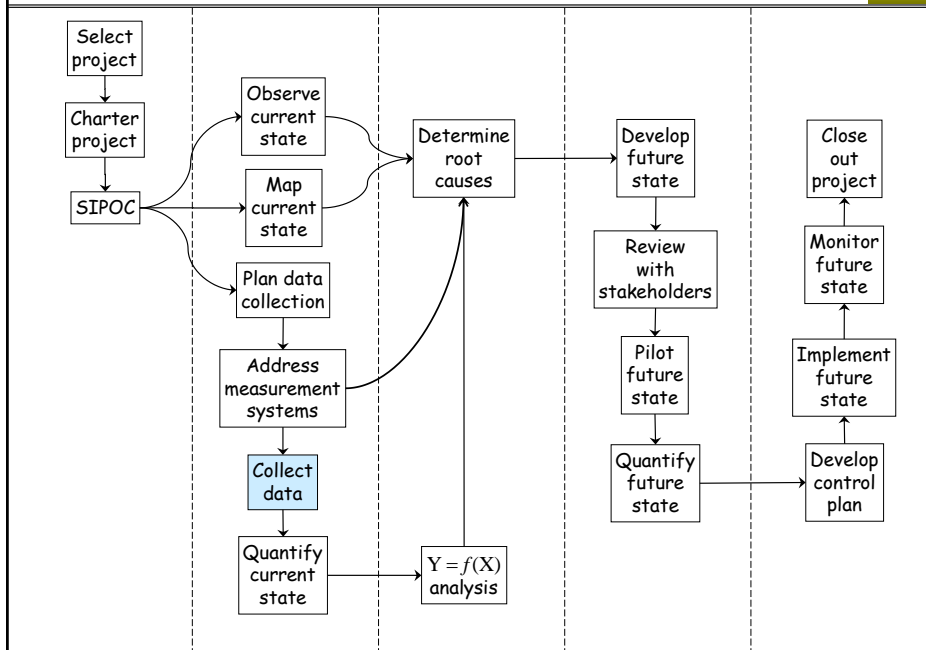 Select
project
Charter
project
SIPOC
Observe
current
state
Map
current
state
Plan data
collection
Address
measurement
systems
Collect
data
Quantify
current
state
Determine
root
causes
Y = f(X)
analysis
Develop
future
state
Review
with
stakeholders
Pilot
future
state
Quantify
future
state
Close
out
project
Monitor
future
state
Implement
future
state
Develop
control
plan